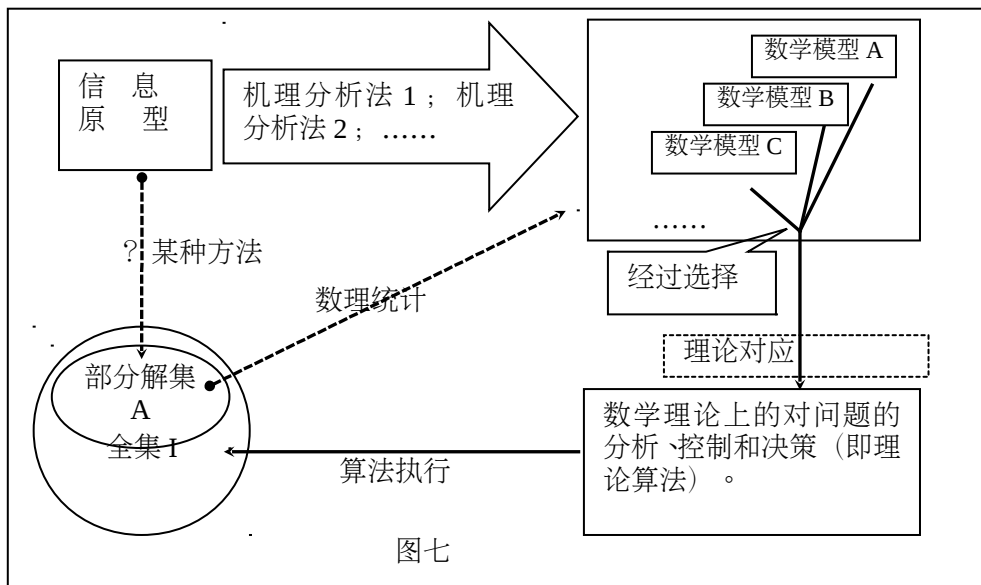 信 息
原 型
机理分析法 1 ；机理
分析法 2 ；……
数学模型 A
数学模型 B
数学模型 C
……
经过选择
？某种方法
数理统计
理论对应
部分解集
A
全集 I
数学理论上的对问题的
分析、控制和决策（即理
论算法）。
算法执行
图七